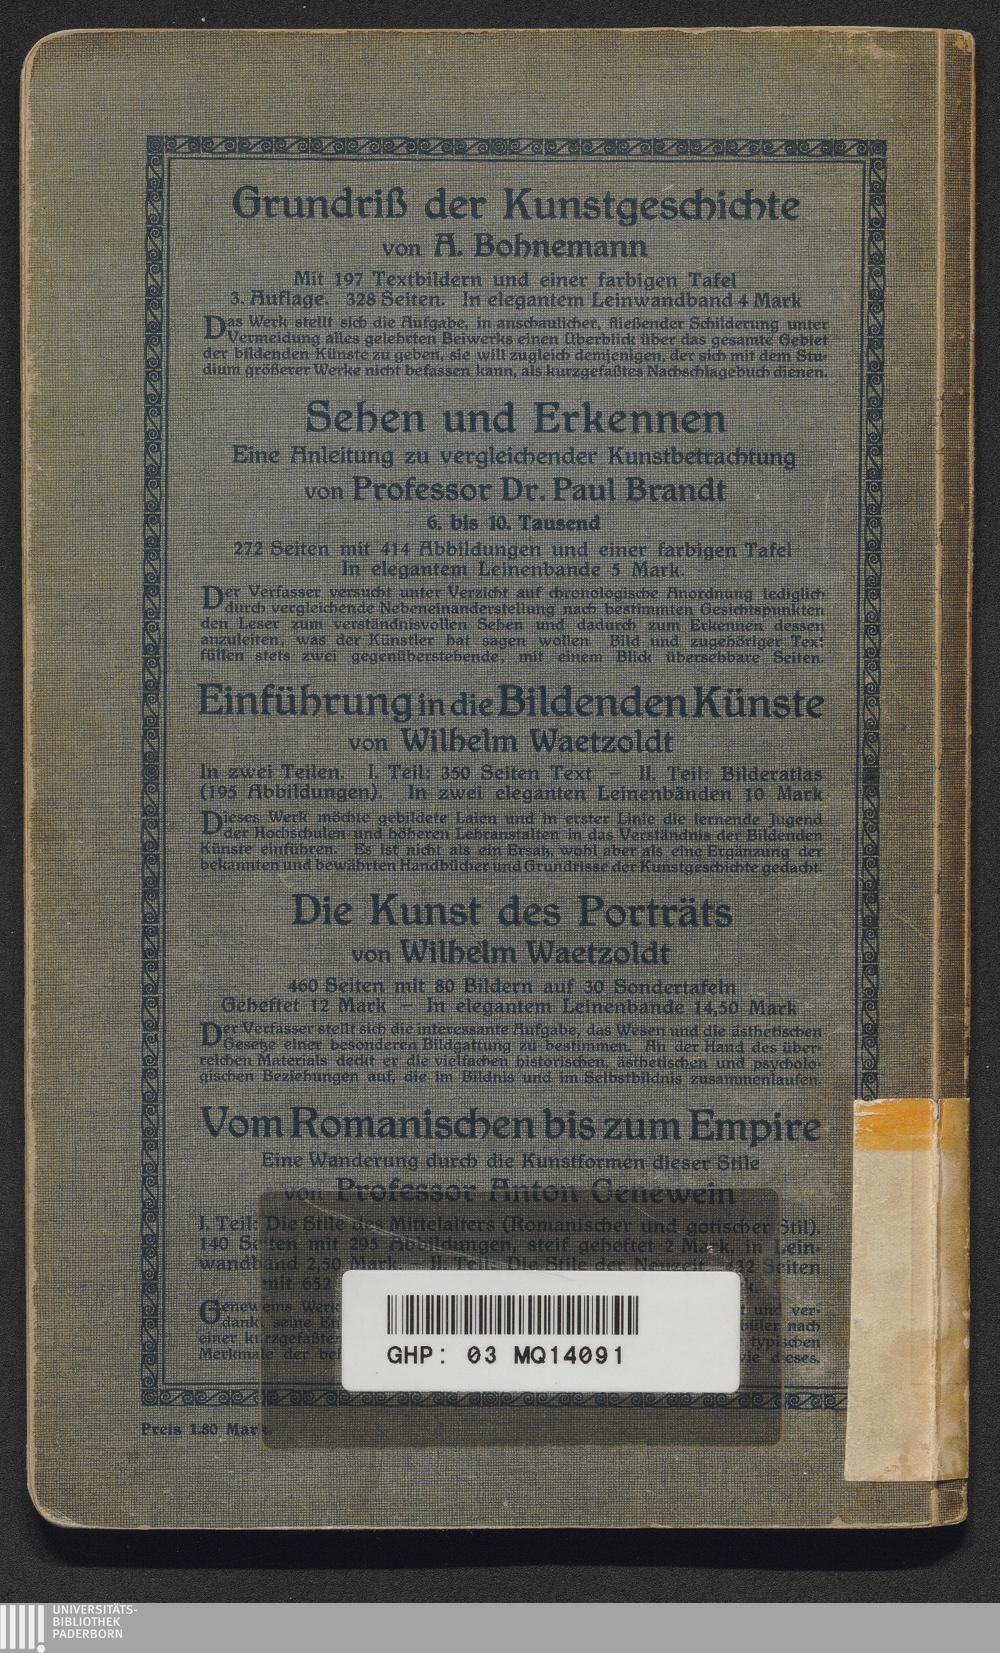 Grundriß der Kunstgeschichte
von A. Bohnemann
Mit 197 Textbildern und einer farbigen Tafel
3. Auflage. 328 Seiten. In elegantem Leinwandband 4 Mark
Das Werk stellt sich die Aufgabe, in anschaulicher, fließender Schilderung unter
Vermeidung alles gelehrten Beiwerks einen Überblick über das gesamte Gebiet
der bildenden Künste zu geben, sie will zugleich demjenigen, der sich mit dem Stu-
dium größerer Werke nicht befassen kann, als kurzgefaßtes Nachschlagebuch dienen.
Sehen und Erkennen
Eine Anleitung zu vergleichender Kunstbetrachtung
von Professor Dr. Paul Brandt
6. bis 10. Tausend
272 Seiten mit 414 Abbildungen und einer farbigen Tafel
In elegantem Leinenbande 5 Mark.
Der Verfasser versucht unter Verzicht auf chronologische Anordnung lediglich
durch vergleichende Nebeneinanderstellung nach bestimmten Gesichtspunkten
den Leser zum verständnisvollen Sehen und dadurch zum Erkennen dessen
anzuleiten, was der Künstler hat sagen wollen. Bild und zugehöriger Text
füllen stets zwei gegenüberstehende, mit einem Blick übersehbare Seiten.
Einführung in die Bildenden Künste
von Wilhelm Waetzoldt
In zwei Teilen. I. Teil: 350 Seiten Text — II. Teil: Bilderatlas
(195 Abbildungen). In zwei eleganten Leinenbänden 10 Mark
Dieses Werk möchte gebildete Laien und in erster Linie die lernende Jugend
der Hochschulen und höheren Lehranstalten in das Verständnis der Bildenden
Künste einführen. Es ist nicht als ein Ersatz, wohl aber als eine Ergänzung der
bekannten und bewährten Handbücher und Grundrisse der Kunstgeschichte gedacht.
Die Kunst des Porträts
von Wilhelm Waetzoldt
460 Seiten mit 80 Bildern auf 30 Sondertafeln
Geheftet 12 Mark — In elegantem Leinenbande 14,50 Mark
Der Verfasser stellt sich die interessante Aufgabe, das Wesen und die ästhetischen
Gesetze einer besonderen Bildgattung zu bestimmen. An der Hand des über-
reichen Materials deckt er die vielfachen historischen, ästhetischen und psycholo-
gischen Beziehungen auf, die im Bildnis und im Selbstbildnis zusammenlaufen.
Vom Romanischen bis zum Empire
Eine Wanderung durch die Kunstformen dieser Stile
von Professor Anton Genewein
I. Teil: Die Stile des Mittelalters (Romanischer und gotischer Stil).
140 Seiten mit 295 Abbildungen, steif geheftet 2 Mark, in Lein-
wandband 2,50 Mark. — II. Teil: Die Stile der Neuzeit. 232 Seiten
mit 652
Geneweins Werk und ver-
dankt seine nach
einer kurzgefaßten typischen
Merkmale der wie dieses.
GHP: 03 MQ14091
Preis 1.80 Mark
UNIVERSITÄTS-
BIBLIOTHEK
PADERBORN